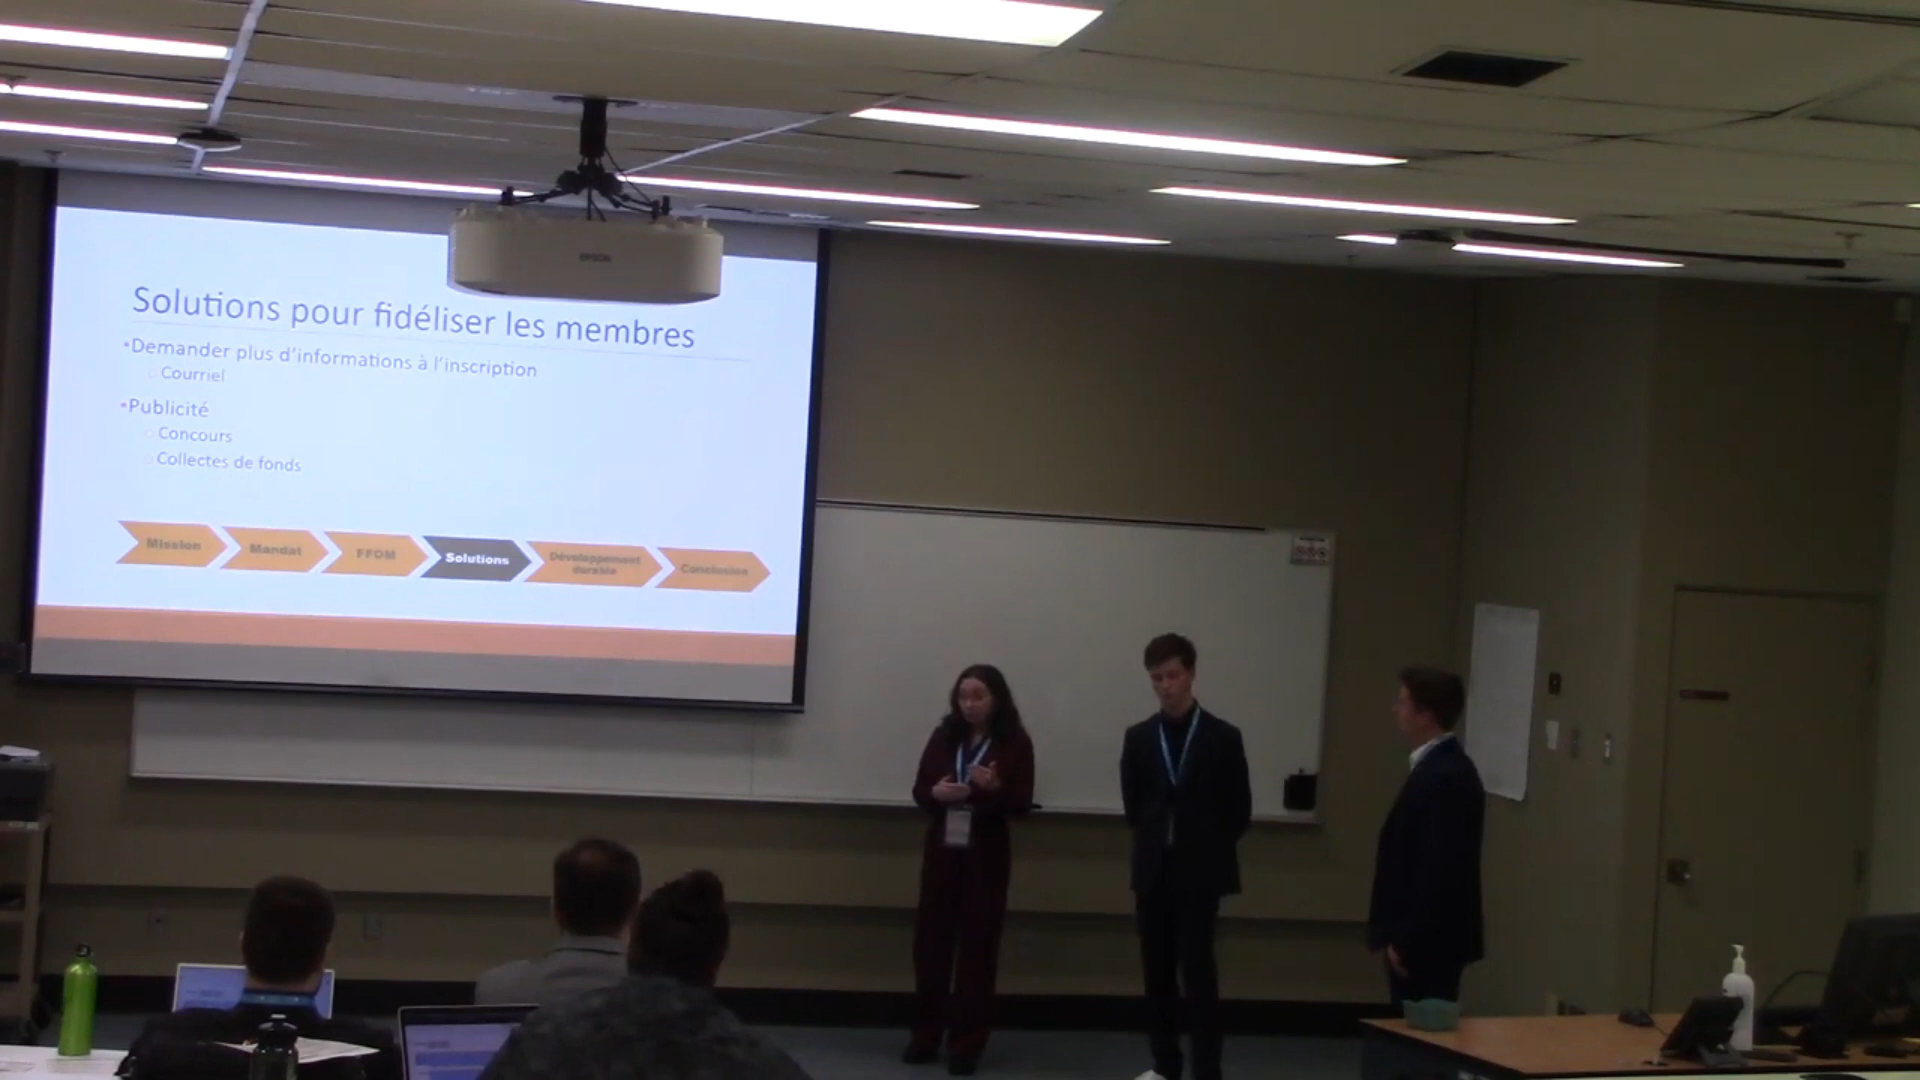 EPSON
Solutions pour fidéliser les membres
▪Demander plus d'informations à l'inscription
○ Courriel
▪Publicité
○ Concours
○ Collectes de fonds
Mission
Mandat
FFOM
Solutions
Développement
durable
Conclusion